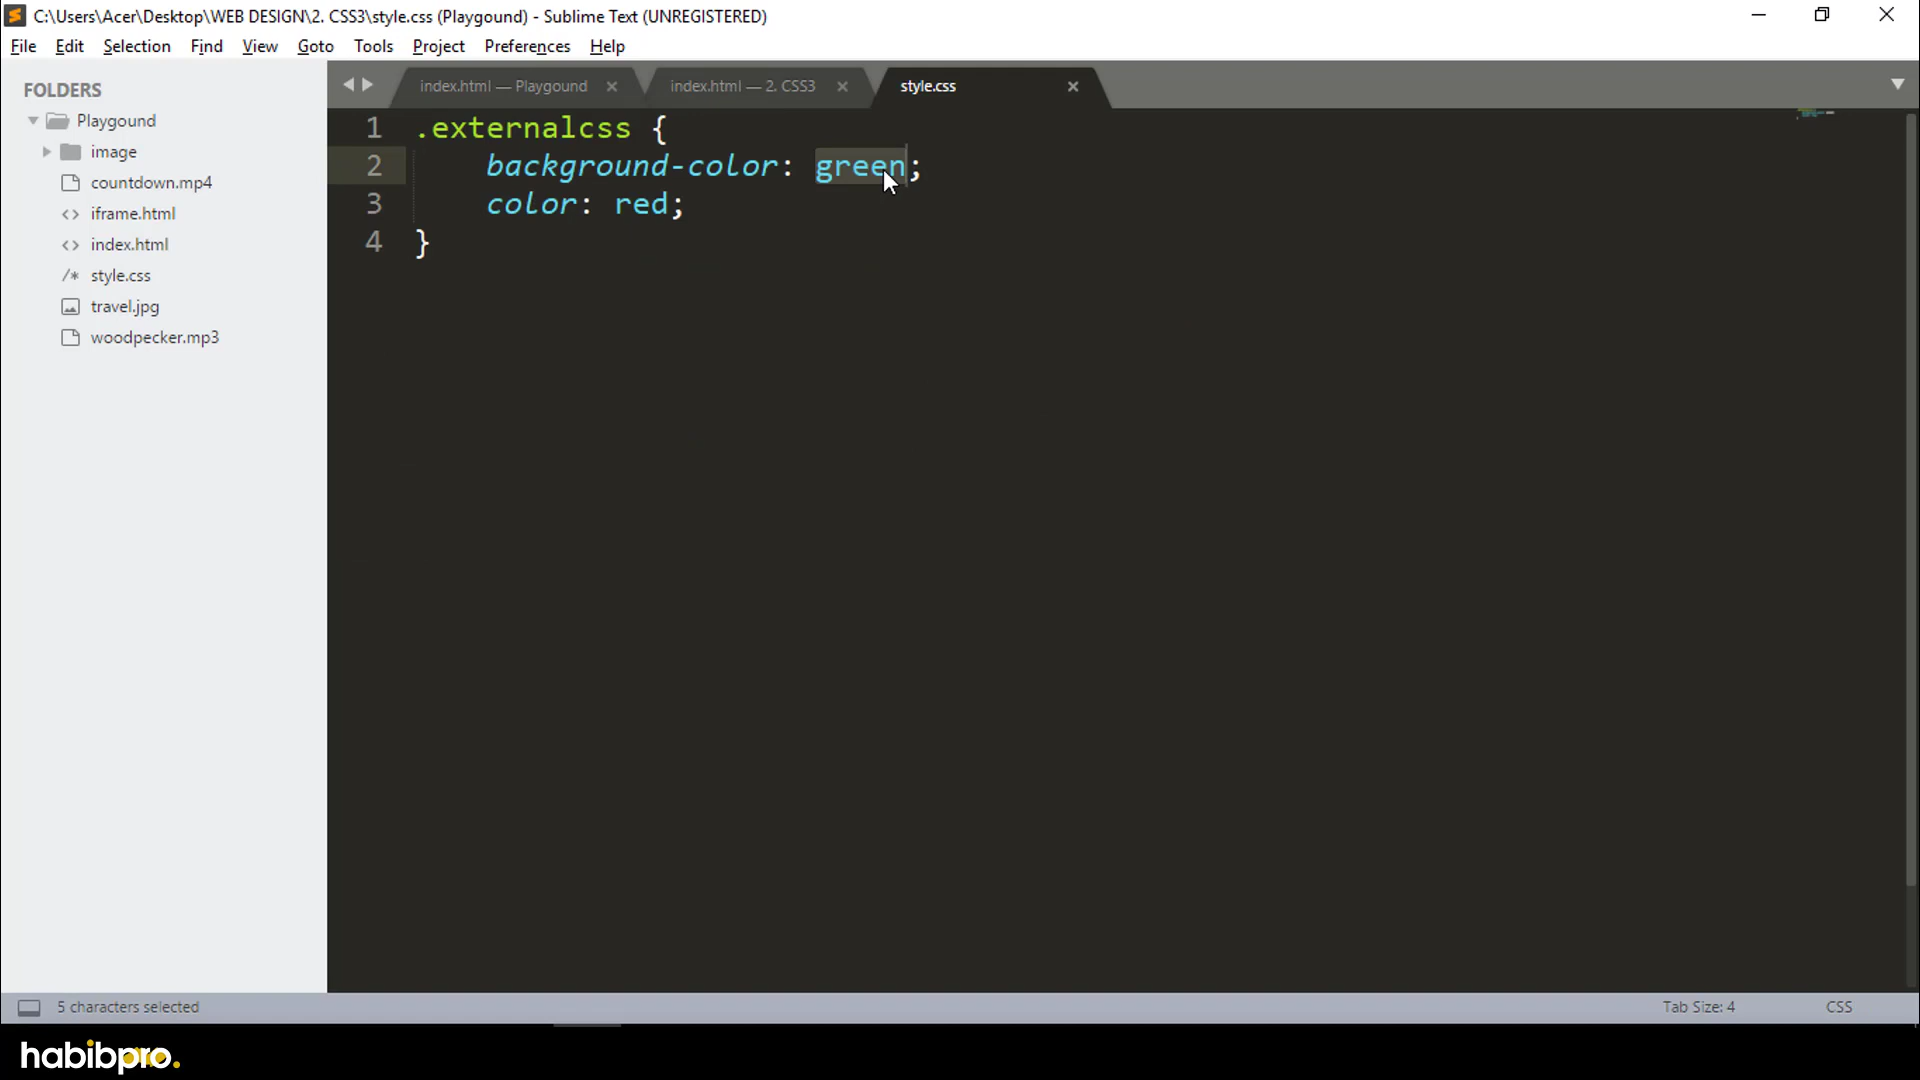 C:\Users\Acer\Desktop\WEB DESIGN\2. CSS3\style.css (Playgound) - Sublime Text (UNREGISTERED)
File Edit Selection Find View Goto Tools Project Preferences Help
FOLDERS
Playgound
image
countdown.mp4
iframe.html
index.html
style.css
travel.jpg
woodpecker.mp3
index.html — Playgound
index.html — 2. CSS3
style.css
1 .externalcss {
2 background-color: green;
3 color: red;
4 }
5 characters selected
Tab Size: 4
CSS
habibpro.